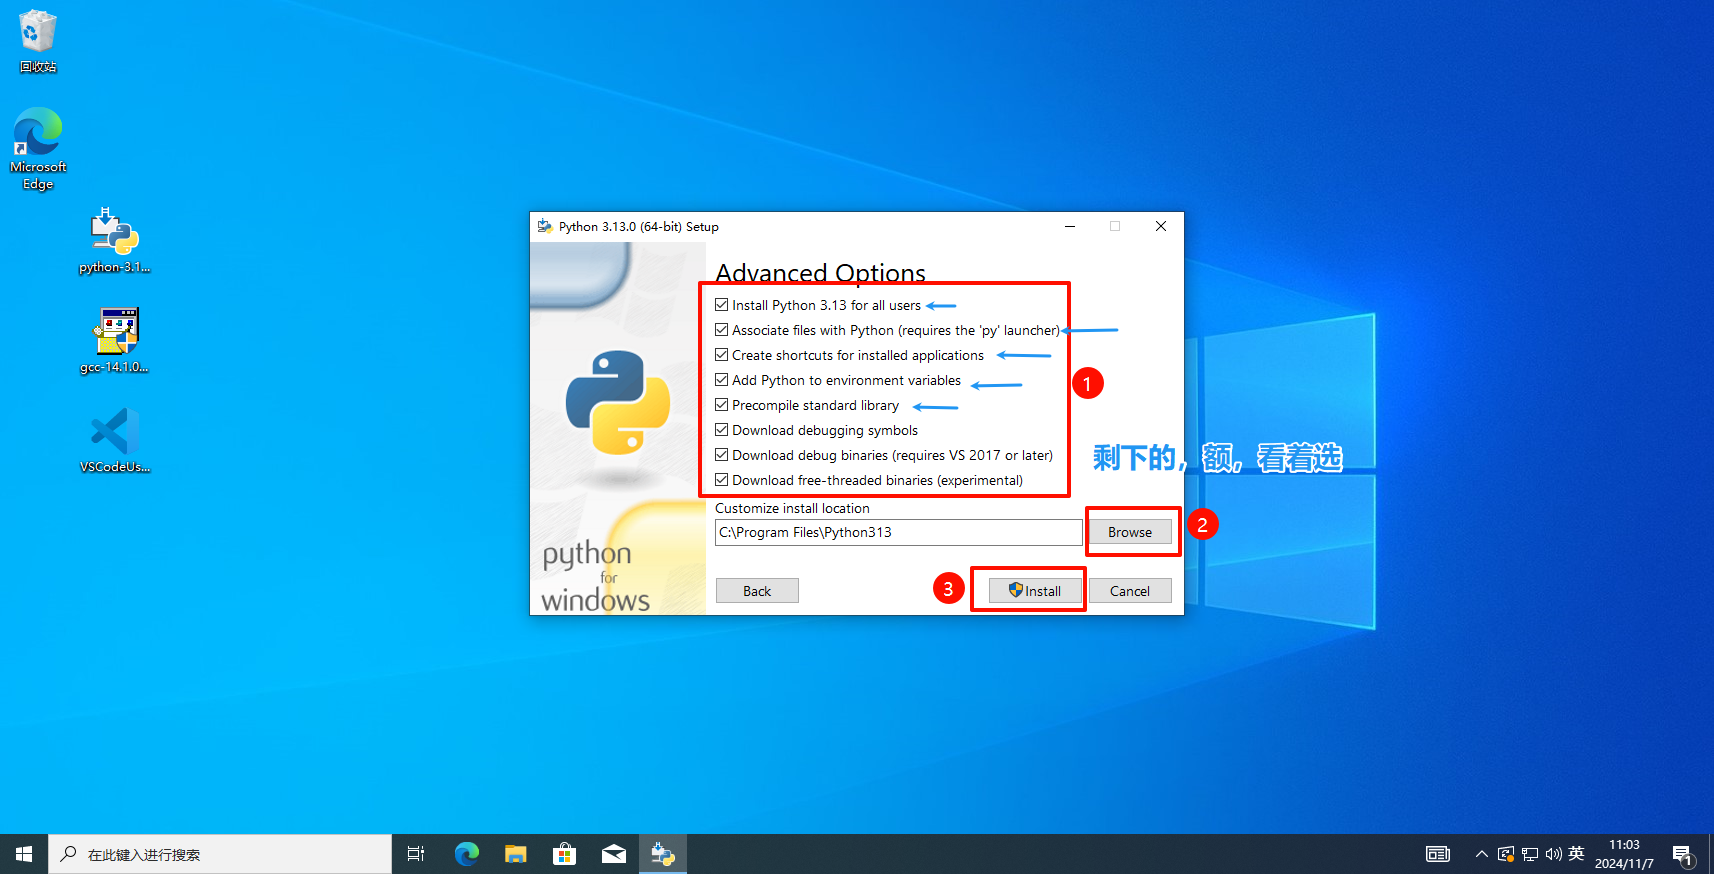 回收站
Microsoft
Edge
python-3.1...
gcc-14.1.0...
VSCodeUs...
Python 3.13.0 (64-bit) Setup
Advanced Options
Install Python 3.13 for all users
Associate files with Python (requires the 'py' launcher)
Create shortcuts for installed applications
Add Python to environment variables
1
Precompile standard library
Download debugging symbols
Download debug binaries (requires VS 2017 or later)
剩下的，额，看着选
Download free-threaded binaries (experimental)
Customize install location
C:\Program Files\Python313
Browse
2
python
for
windows
Back
3
Install
Cancel
在此键入进行搜索
英
11:03
2024/11/7
1